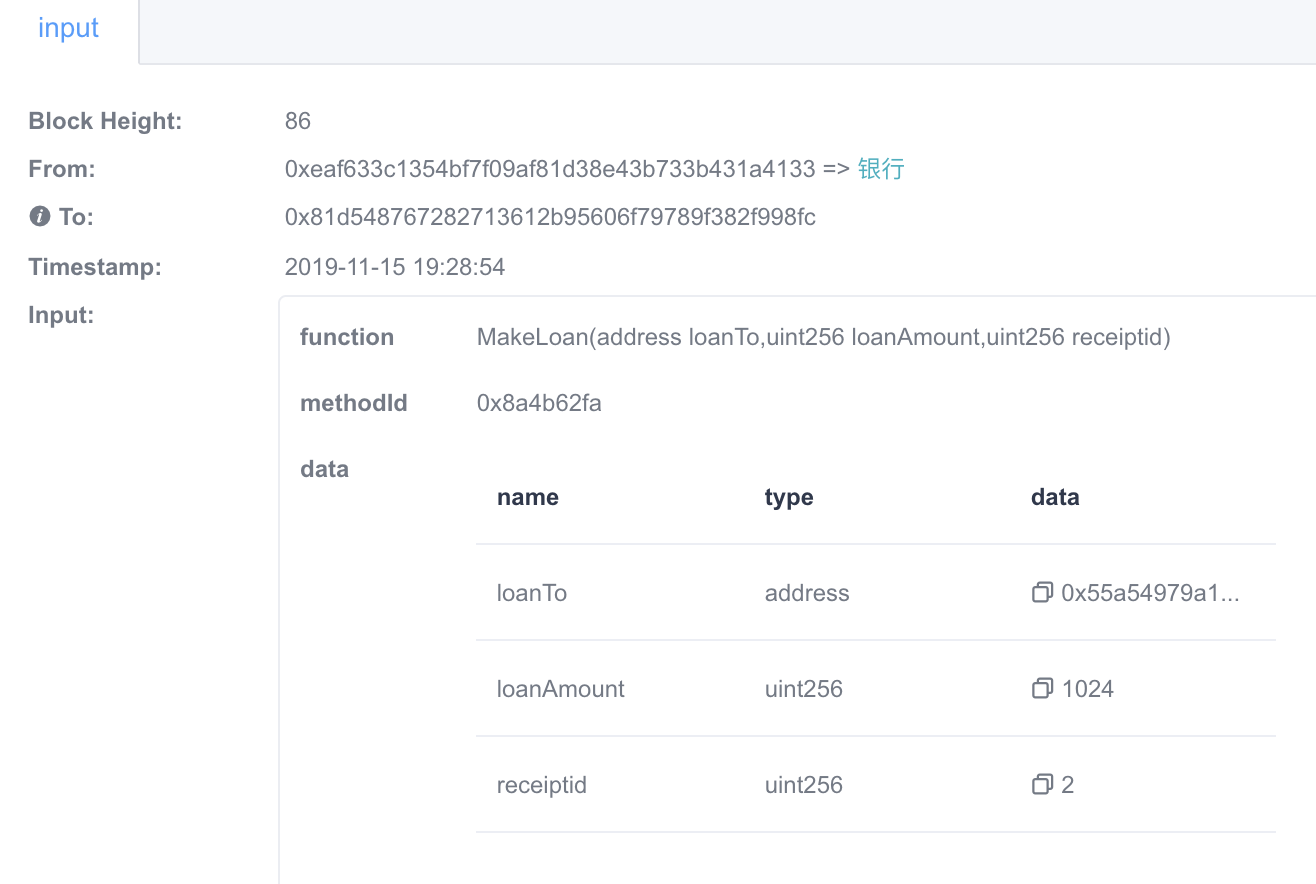 input
Block Height: 86
From: 0xeaf633c1354bf7f09af81d38e43b733b431a4133 => 银行
To: 0x81d548767282713612b95606f79789f382f998fc
Timestamp: 2019-11-15 19:28:54
Input:
function MakeLoan(address loanTo,uint256 loanAmount,uint256 receiptid)
methodId 0x8a4b62fa
data
name type data
loanTo address 0x55a54979a1...
loanAmount uint256 1024
receiptid uint256 2